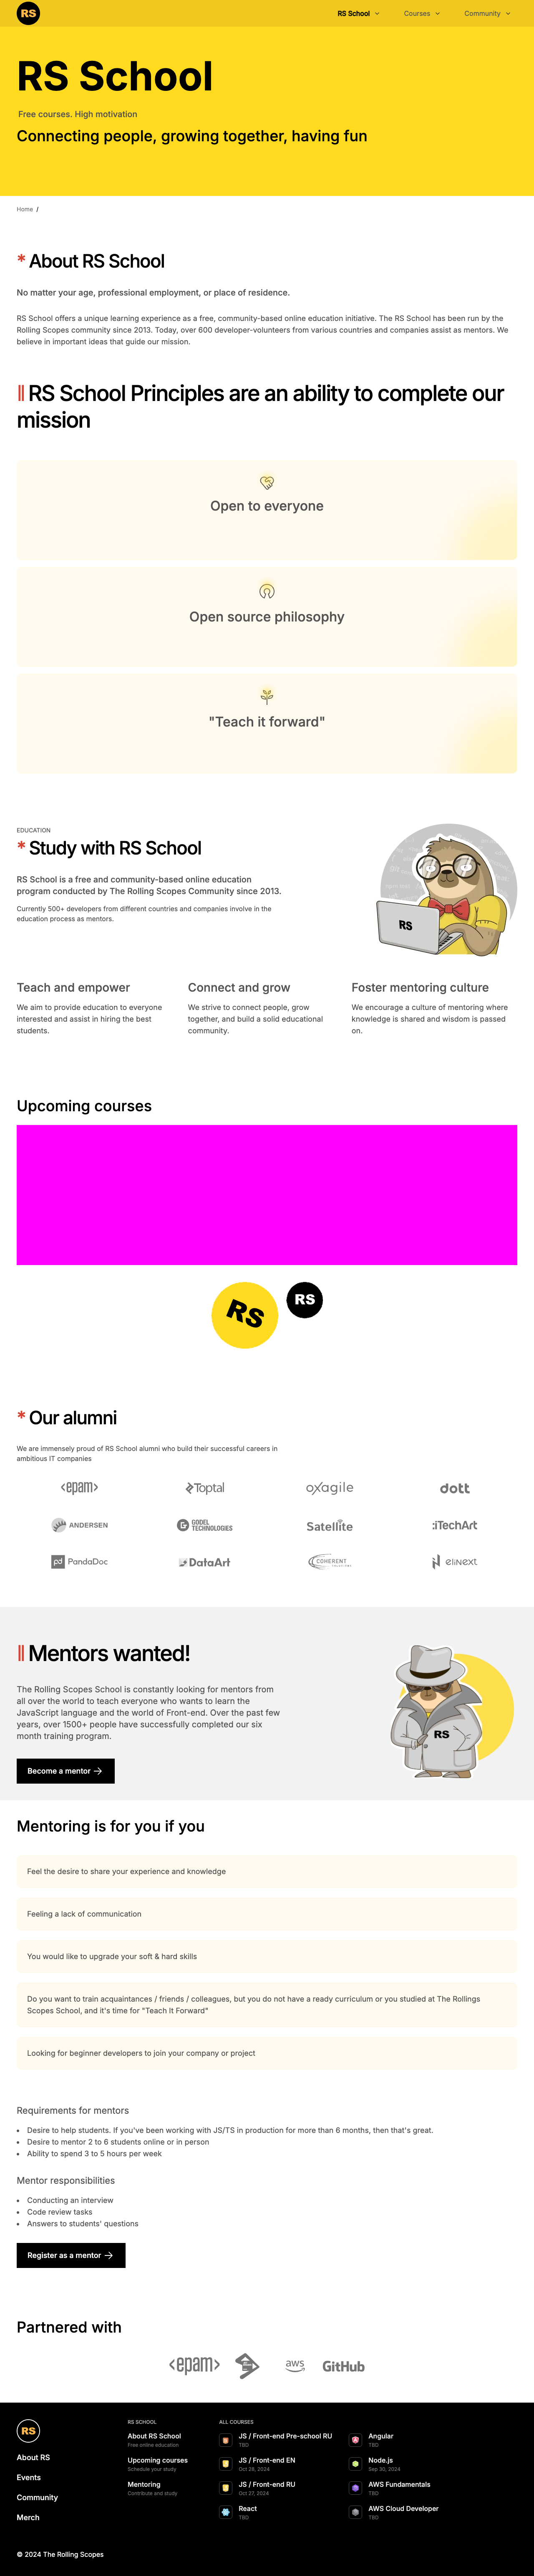 RS
RS School
Courses
Community
RS School
Free courses. High motivation
Connecting people, growing together, having fun
Home /
* About RS School
No matter your age, professional employment, or place of residence.
RS School offers a unique learning experience as a free, community-based online education initiative. The RS School has been run by the
Rolling Scopes community since 2013. Today, over 600 developer-volunteers from various countries and companies assist as mentors. We
believe in important ideas that guide our mission.
|| RS School Principles are an ability to complete our
mission
Open to everyone
Open source philosophy
"Teach it forward"
EDUCATION
* Study with RS School
RS School is a free and community-based online education
program conducted by The Rolling Scopes Community since 2013.
Currently 500+ developers from different countries and companies involve in the
education process as mentors.
RS
Teach and empower
We aim to provide education to everyone
interested and assist in hiring the best
students.
Connect and grow
We strive to connect people, grow
together, and build a solid educational
community.
Foster mentoring culture
We encourage a culture of mentoring where
knowledge is shared and wisdom is passed
on.
Upcoming courses
RS
RS
* Our alumni
We are immensely proud of RS School alumni who build their successful careers in
ambitious IT companies
<epam>
Toptal
oxagile
dott
ANDERSEN
GODEL
TECHNOLOGIES
Satellite
:iTechArt
pd PandaDoc
DataArt
COHERENT
SOLUTIONS
elinext
|| Mentors wanted!
The Rolling Scopes School is constantly looking for mentors from
all over the world to teach everyone who wants to learn the
JavaScript language and the world of Front-end. Over the past few
years, over 1500+ people have successfully completed our six
month training program.
Become a mentor →
RS
Mentoring is for you if you
Feel the desire to share your experience and knowledge
Feeling a lack of communication
You would like to upgrade your soft & hard skills
Do you want to train acquaintances / friends / colleagues, but you do not have a ready curriculum or you studied at The Rollings
Scopes School, and it's time for "Teach It Forward"
Looking for beginner developers to join your company or project
Requirements for mentors
• Desire to help students. If you've been working with JS/TS in production for more than 6 months, then that's great.
• Desire to mentor 2 to 6 students online or in person
• Ability to spend 3 to 5 hours per week
Mentor responsibilities
• Conducting an interview
• Code review tasks
• Answers to students' questions
Register as a mentor →
Partnered with
<epam>
aws
GitHub
RS
About RS
Events
Community
Merch
RS SCHOOL
About RS School
Free online education
Upcoming courses
Schedule your study
Mentoring
Contribute and study
ALL COURSES
JS / Front-end Pre-school RU
TBD
JS / Front-end EN
Oct 28, 2024
JS / Front-end RU
Oct 27, 2024
React
TBD
Angular
TBD
Node.js
Sep 30, 2024
AWS Fundamentals
TBD
AWS Cloud Developer
TBD
© 2024 The Rolling Scopes